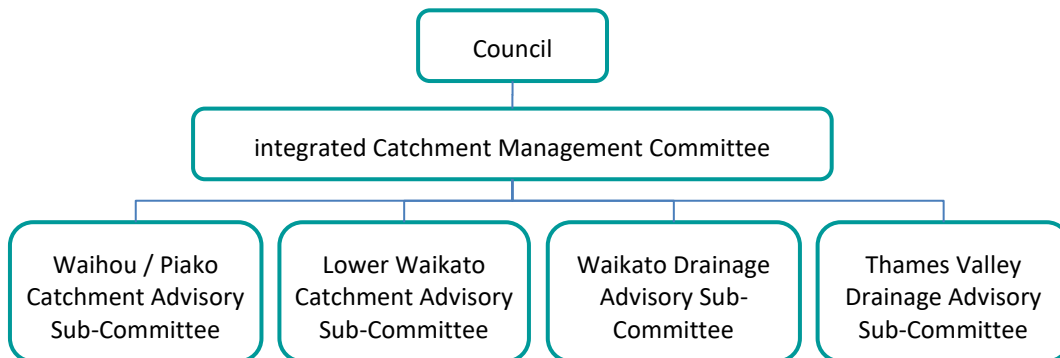 Council
integrated Catchment Management Committee
Waihou / Piako
Catchment Advisory
Sub-Committee
Lower Waikato
Catchment Advisory
Sub-Committee
Waikato Drainage
Advisory Sub-
Committee
Thames Valley
Drainage Advisory
Sub-Committee